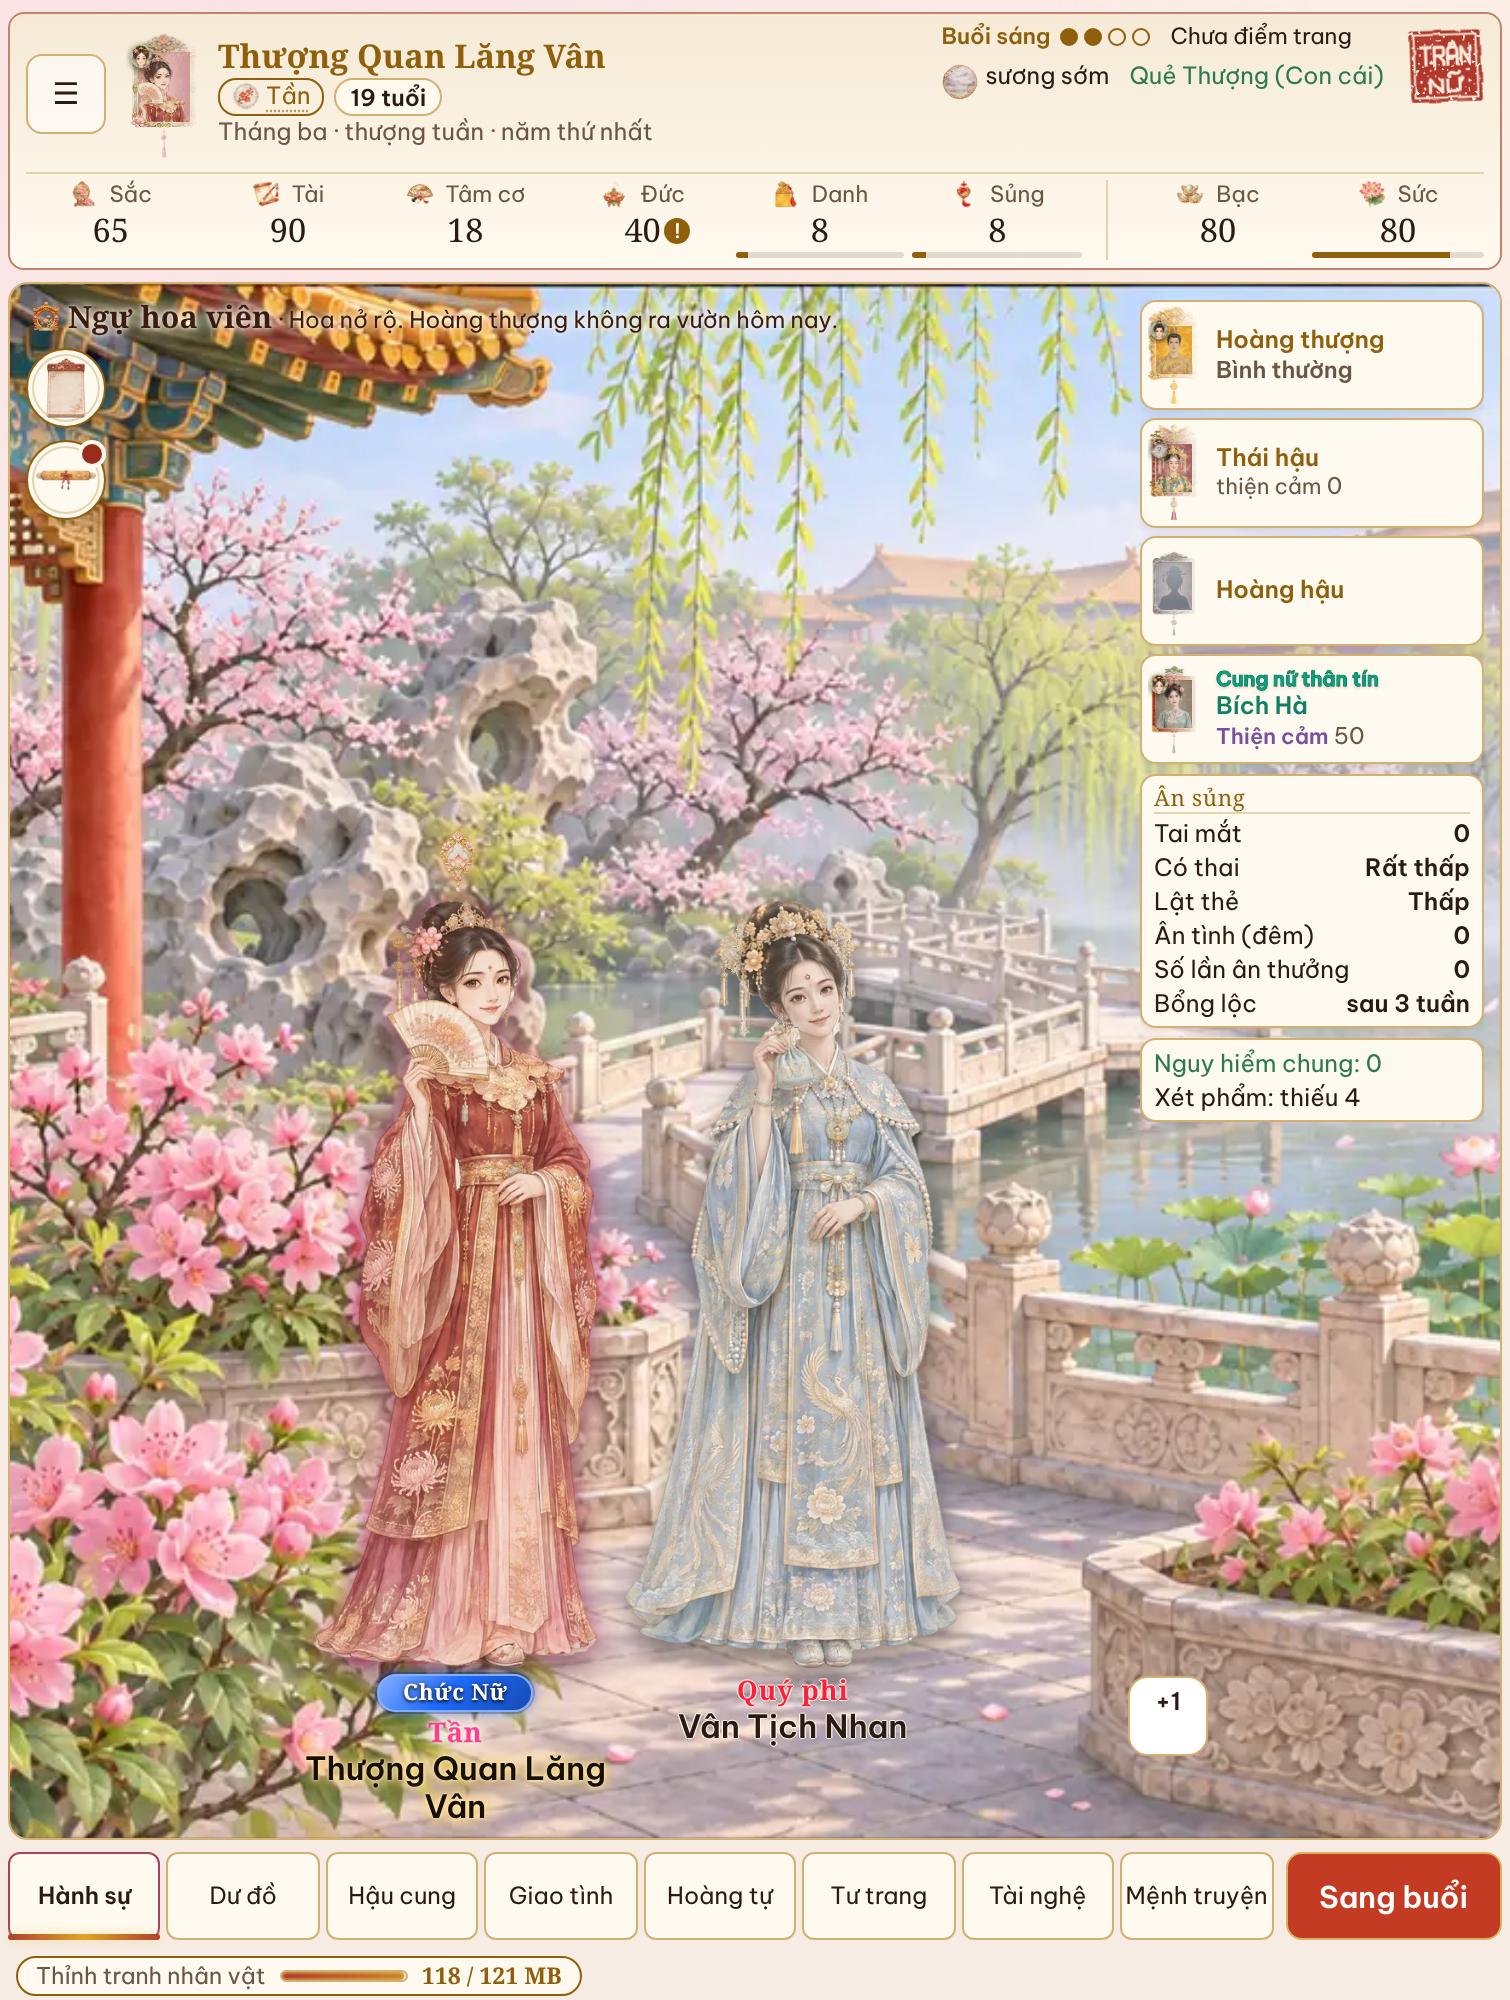 ☰
Thượng Quan Lăng Vân
Tần
19 tuổi
Tháng ba · thượng tuần · năm thứ nhất
Buổi sáng
Chưa điểm trang
sương sớm
Quẻ Thượng (Con cái)
TRÂN NỮ
Sắc
65
Tài
90
Tâm cơ
18
Đức
40 !
Danh
8
Sủng
8
Bạc
80
Sức
80
Ngự hoa viên · Hoa nở rộ. Hoàng thượng không ra vườn hôm nay.
Hoàng thượng
Bình thường
Thái hậu
thiện cảm 0
Hoàng hậu
Cung nữ thân tín
Bích Hà
Thiện cảm 50
Ân sủng
Tai mắt 0
Có thai Rất thấp
Lật thẻ Thấp
Ân tình (đêm) 0
Số lần ân thưởng 0
Bổng lộc sau 3 tuần
Nguy hiểm chung: 0
Xét phẩm: thiếu 4
Chức Nữ
Tần
Thượng Quan Lăng
Vân
Quý phi
Vân Tịch Nhan
+1
Hành sự
Dư đồ
Hậu cung
Giao tình
Hoàng tự
Tư trang
Tài nghệ
Mệnh truyện
Sang buổi
Thỉnh tranh nhân vật 118 / 121 MB